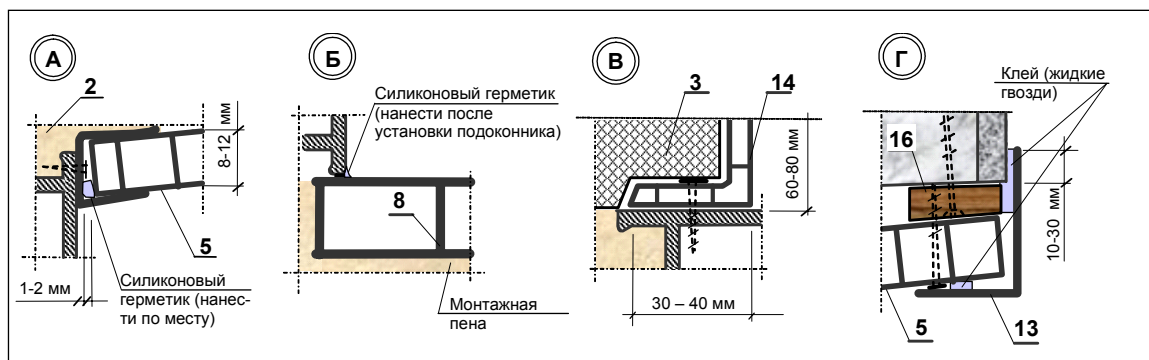 А
2
8-12 мм
5
1-2 мм
Силиконовый
герметик (нанес-
ти по месту)
Б
Силиконовый герметик
(нанести после
установки подоконника)
8
Монтажная
пена
В
3
14
60-80 мм
30 – 40 мм
Г
Клей (жидкие
гвозди)
16
10-30 мм
5
13